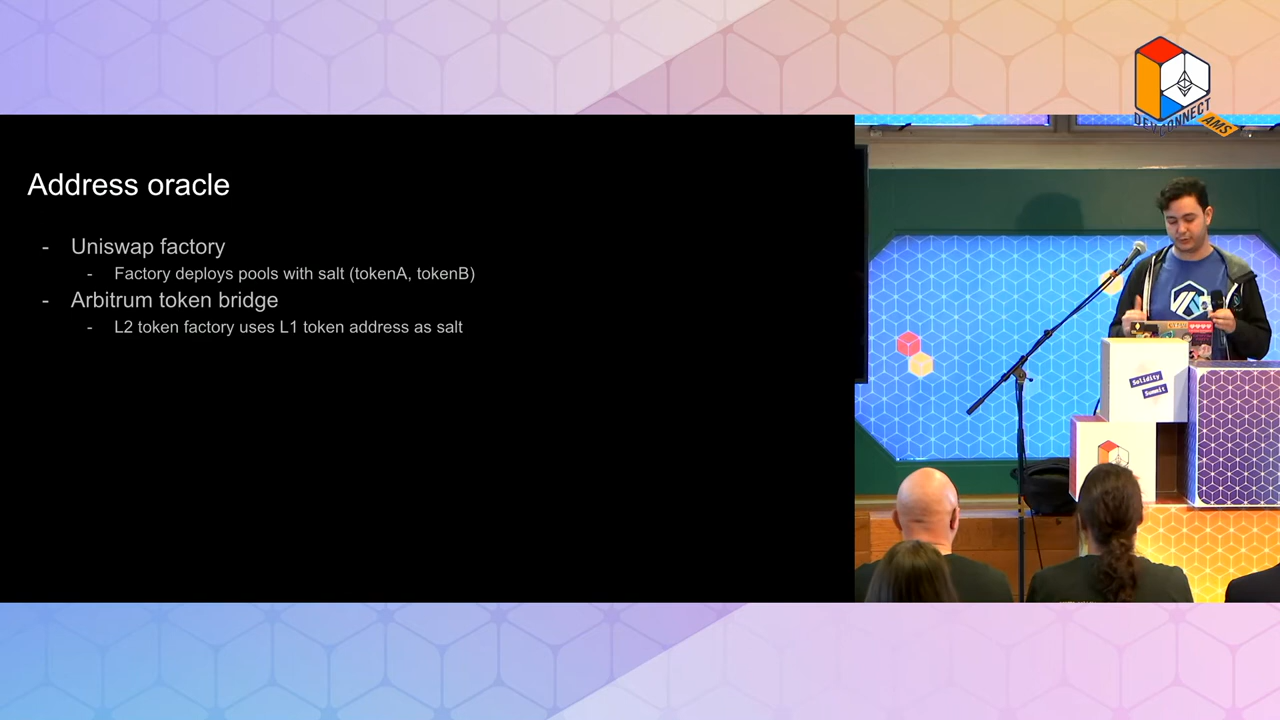 Address oracle
- Uniswap factory
- Factory deploys pools with salt (tokenA, tokenB)
- Arbitrum token bridge
- L2 token factory uses L1 token address as salt
DEVCONNECT
AMS
Solidity
Summit